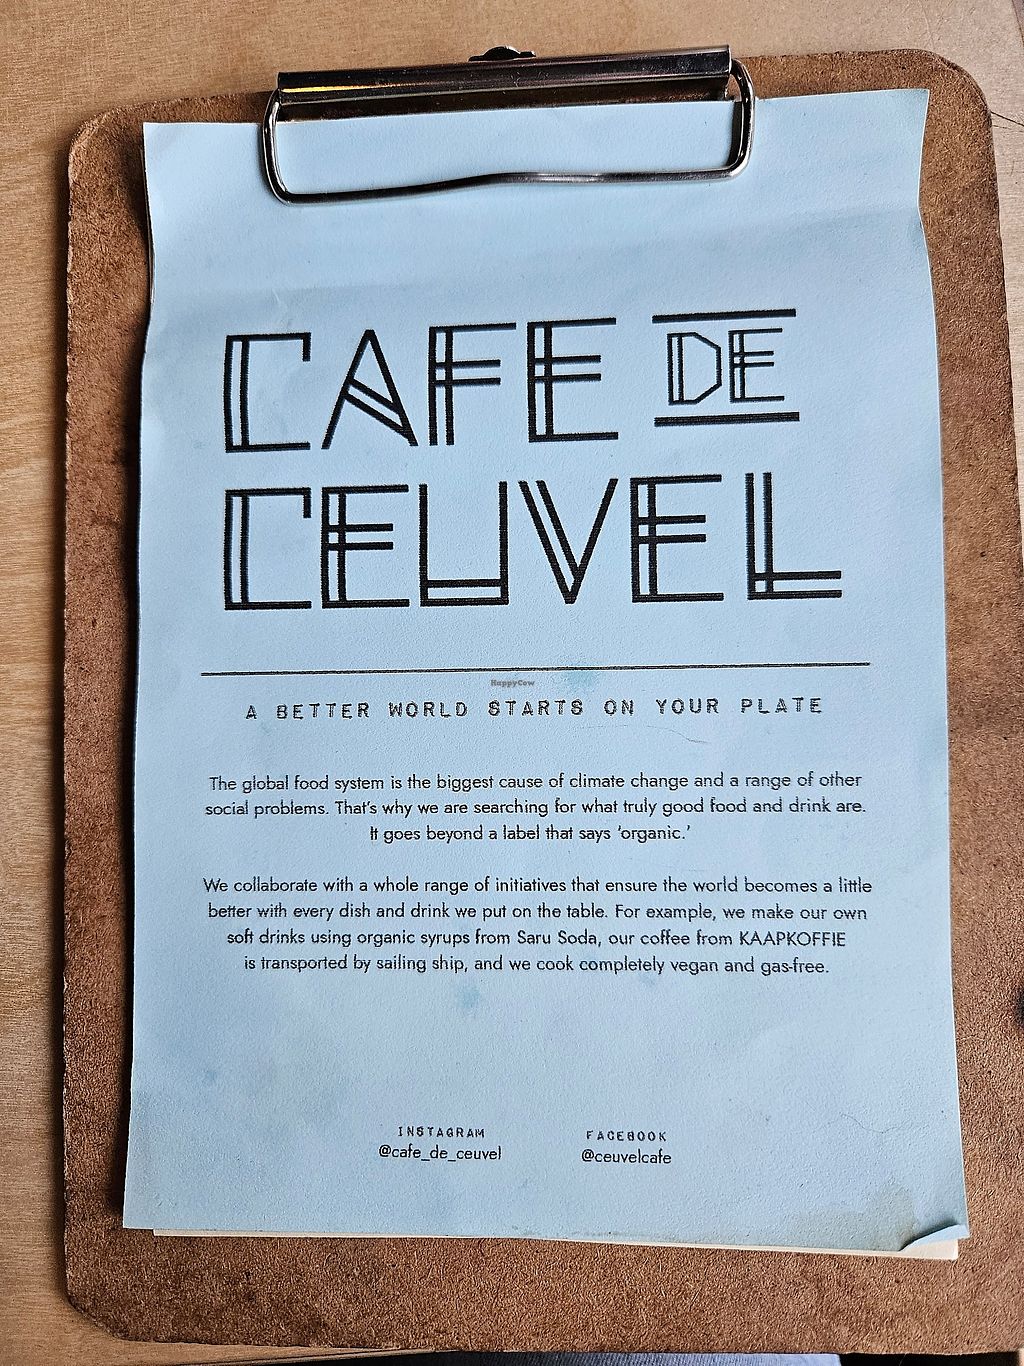 CAFE DE
CEUVEL
HappyCow
A BETTER WORLD STARTS ON YOUR PLATE
The global food system is the biggest cause of climate change and a range of other
social problems. That's why we are searching for what truly good food and drink are.
It goes beyond a label that says 'organic.'
We collaborate with a whole range of initiatives that ensure the world becomes a little
better with every dish and drink we put on the table. For example, we make our own
soft drinks using organic syrups from Saru Soda, our coffee from KAAPKOFFIE
is transported by sailing ship, and we cook completely vegan and gas-free.
INSTAGRAM FACEBOOK
@cafe_de_ceuvel @ceuvelcafe